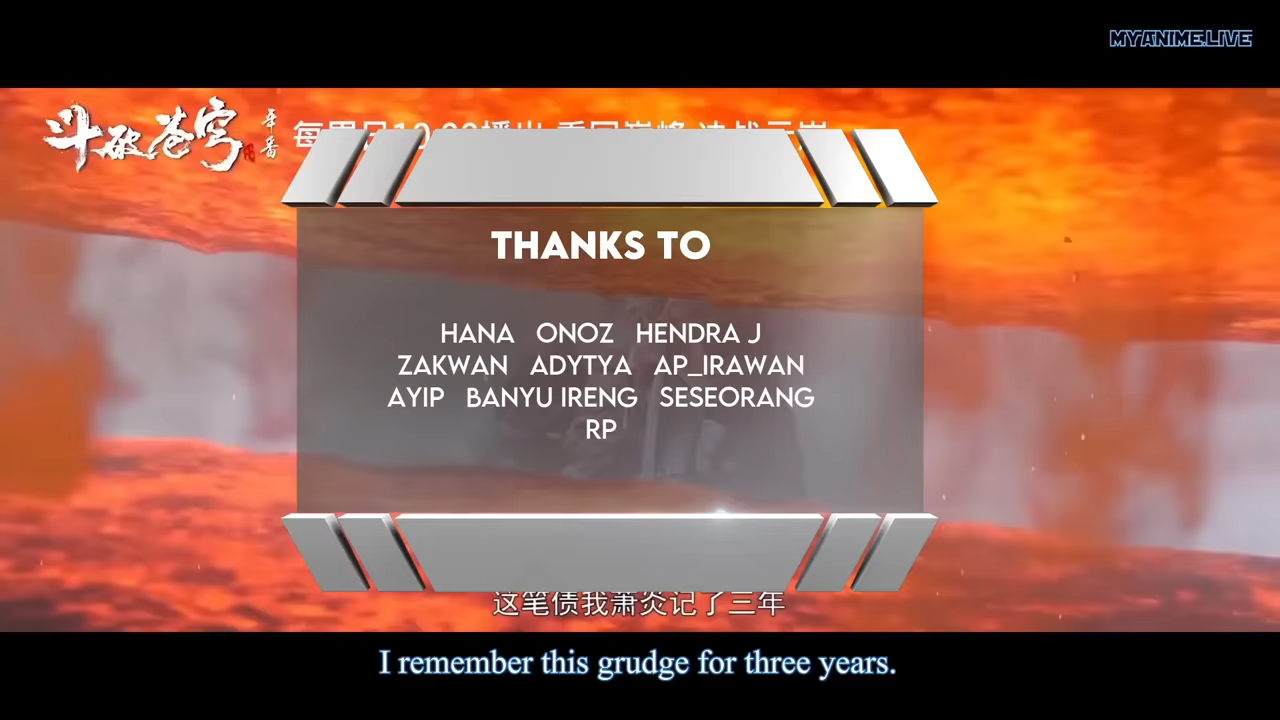 MYANIME.LIVE
斗破苍穹 年番
THANKS TO
HANA ONOZ HENDRA J
ZAKWAN ADYTYA AP_IRAWAN
AYIP BANYU IRENG SESEORANG
RP
这笔债我萧炎记了三年
I remember this grudge for three years.